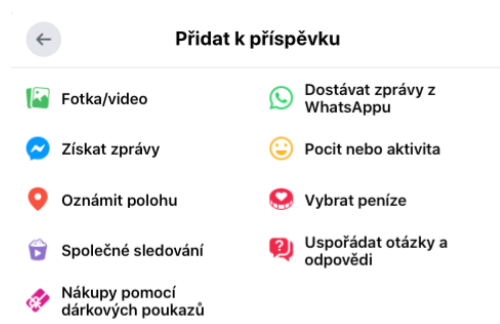 Přidat k příspěvku
Fotka/video
Dostávat zprávy z
WhatsAppu
Získat zprávy
Pocit nebo aktivita
Oznámit polohu
Vybrat peníze
Společné sledování
Uspořádat otázky a
odpovědi
Nákupy pomocí
dárkových poukazů